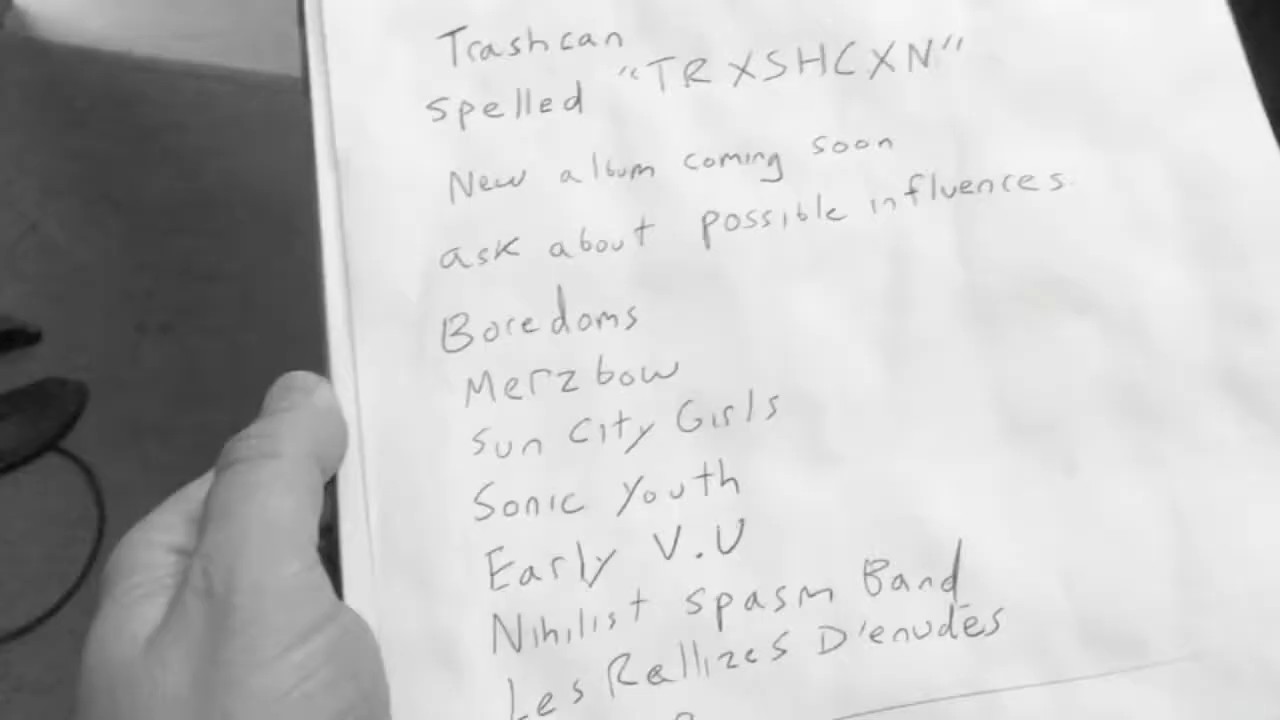 Trashcan
spelled "TRXSHCXN"
New album coming soon
ask about possible influences.
Boredoms
Merzbow
Sun City Girls
Sonic Youth
Early V.U
Nihilist Spasm Band
Les Rallizes D'enudés